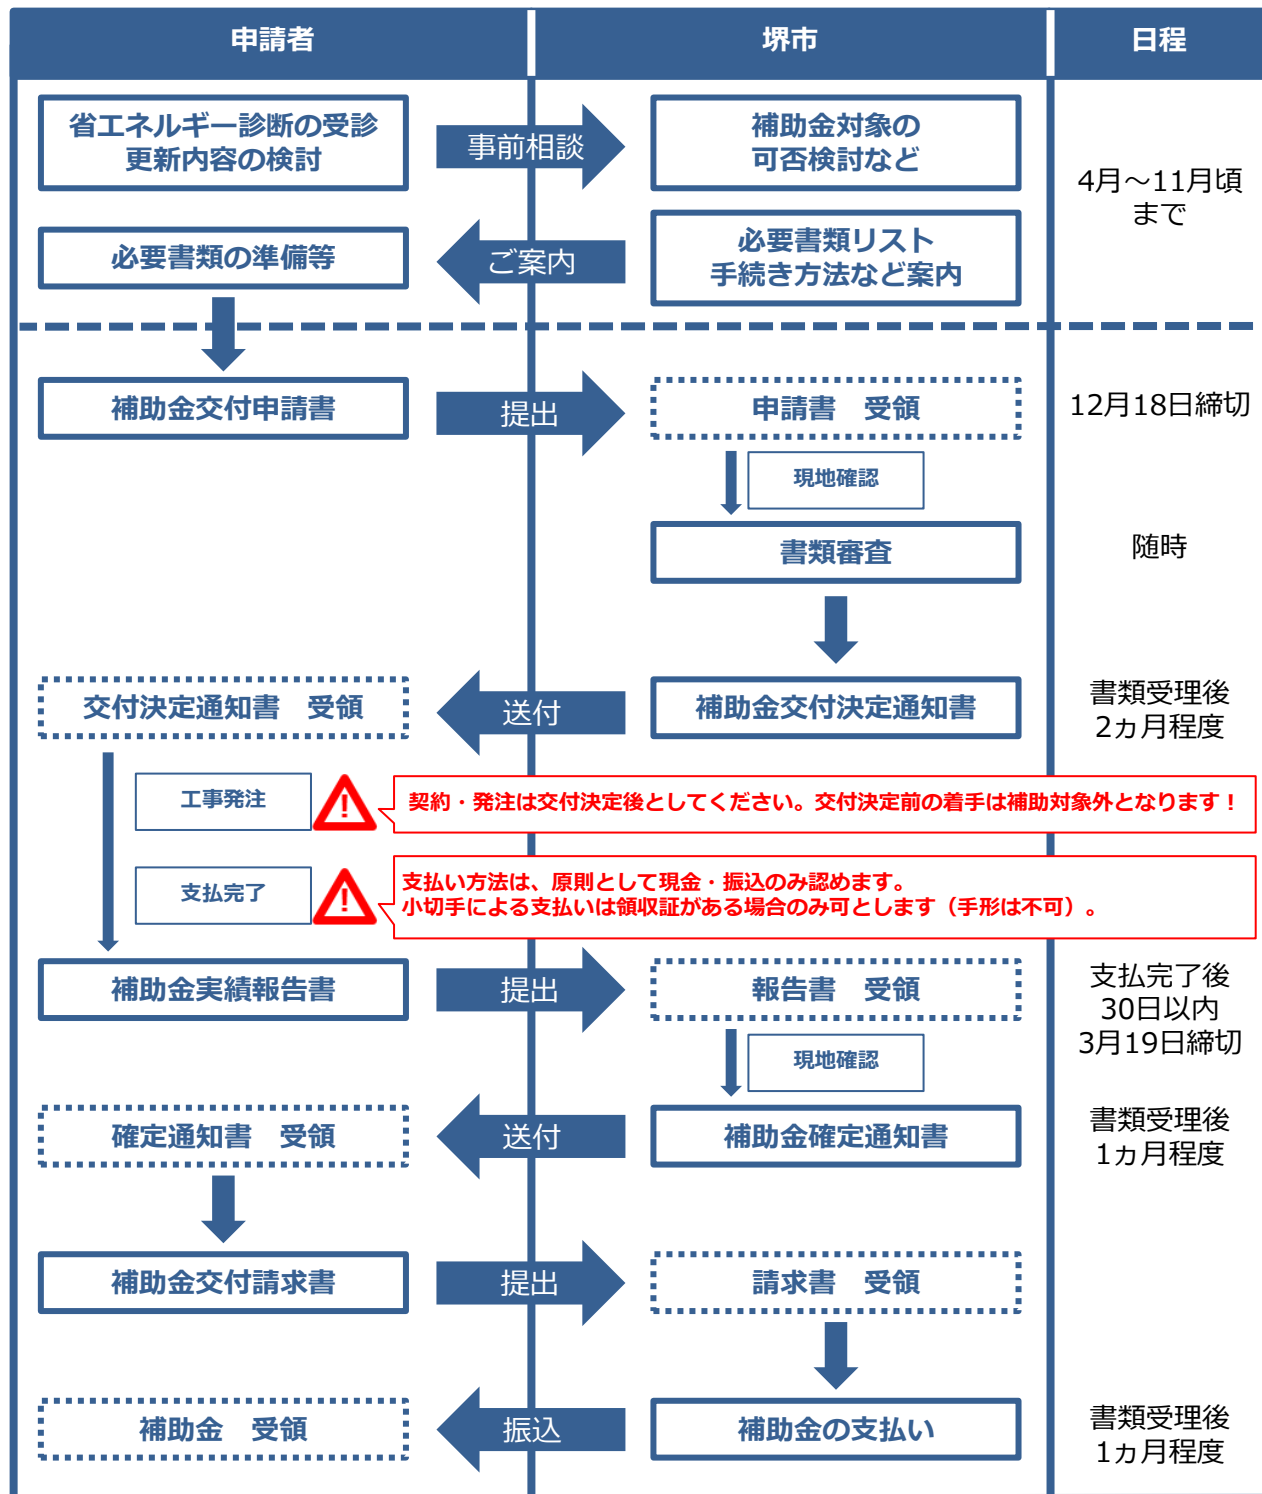 申請者
堺市
日程
省エネルギー診断の受診
更新内容の検討
事前相談
補助金対象の
可否検討など
4月～11月頃
まで
必要書類の準備等
ご案内
必要書類リスト
手続き方法など案内
補助金交付申請書
提出
申請書　受領
12月18日締切
現地確認
書類審査
随時
交付決定通知書　受領
送付
補助金交付決定通知書
書類受理後
2ヵ月程度
工事発注
契約・発注は交付決定後としてください。交付決定前の着手は補助対象外となります！
支払完了
支払い方法は、原則として現金・振込のみ認めます。
小切手による支払いは領収証がある場合のみ可とします（手形は不可）。
補助金実績報告書
提出
報告書　受領
支払完了後
30日以内
3月19日締切
現地確認
確定通知書　受領
送付
補助金確定通知書
書類受理後
1ヵ月程度
補助金交付請求書
提出
請求書　受領
補助金　受領
振込
補助金の支払い
書類受理後
1ヵ月程度